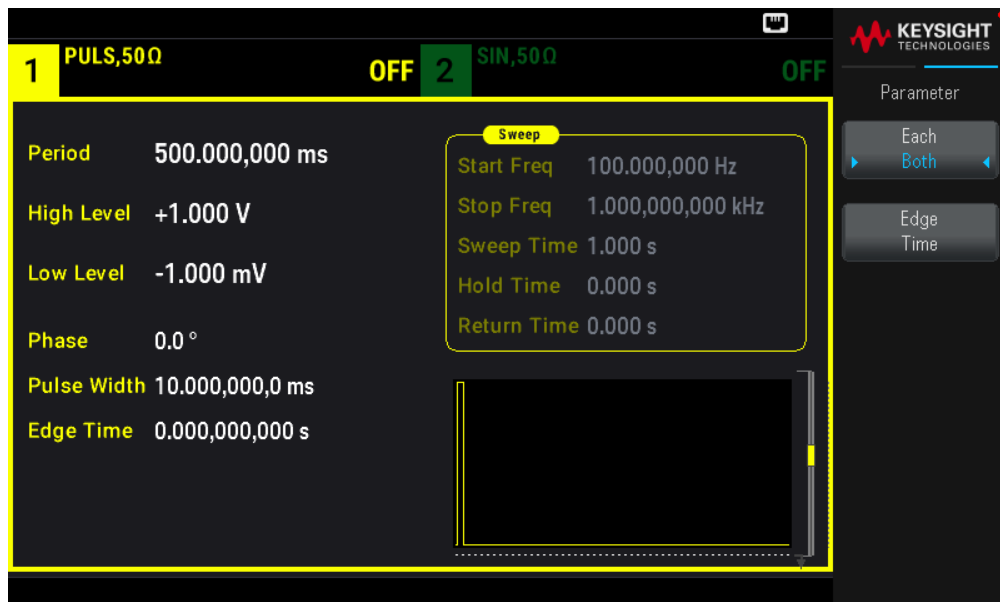 KEYSIGHT
TECHNOLOGIES
1 PULS,50Ω OFF
2 SIN,50Ω OFF
Parameter
Each
Both
Edge
Time
Period 500.000,000 ms
High Level +1.000 V
Low Level -1.000 mV
Phase 0.0 °
Pulse Width 10.000,000,0 ms
Edge Time 0.000,000,000 s
Sweep
Start Freq 100.000,000 Hz
Stop Freq 1.000,000,000 kHz
Sweep Time 1.000 s
Hold Time 0.000 s
Return Time 0.000 s